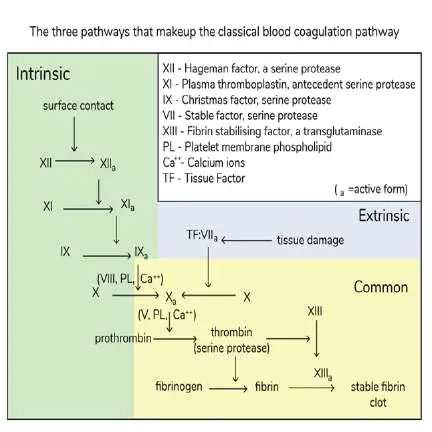 The three pathways that makeup the classical blood coagulation pathway
Intrinsic
XII - Hageman factor, a serine protease
XI - Plasma thromboplastin, antecedent serine protease
IX - Christmas factor, serine protease
VII - Stable factor, serine protease
XIII - Fibrin stabilising factor, a transglutaminase
PL - Platelet membrane phospholipid
Ca⁺⁺- Calcium ions
TF - Tissue Factor
( ₐ =active form)
surface contact
XII XIIₐ
XI XIₐ
Extrinsic
TF:VIIₐ tissue damage
IX IXₐ
(VIII, PL, Ca⁺⁺)
Common
X Xₐ X
(V, PL, Ca⁺⁺)
XIII
prothrombin thrombin
(serine protease)
fibrinogen fibrin XIIIₐ stable fibrin
clot